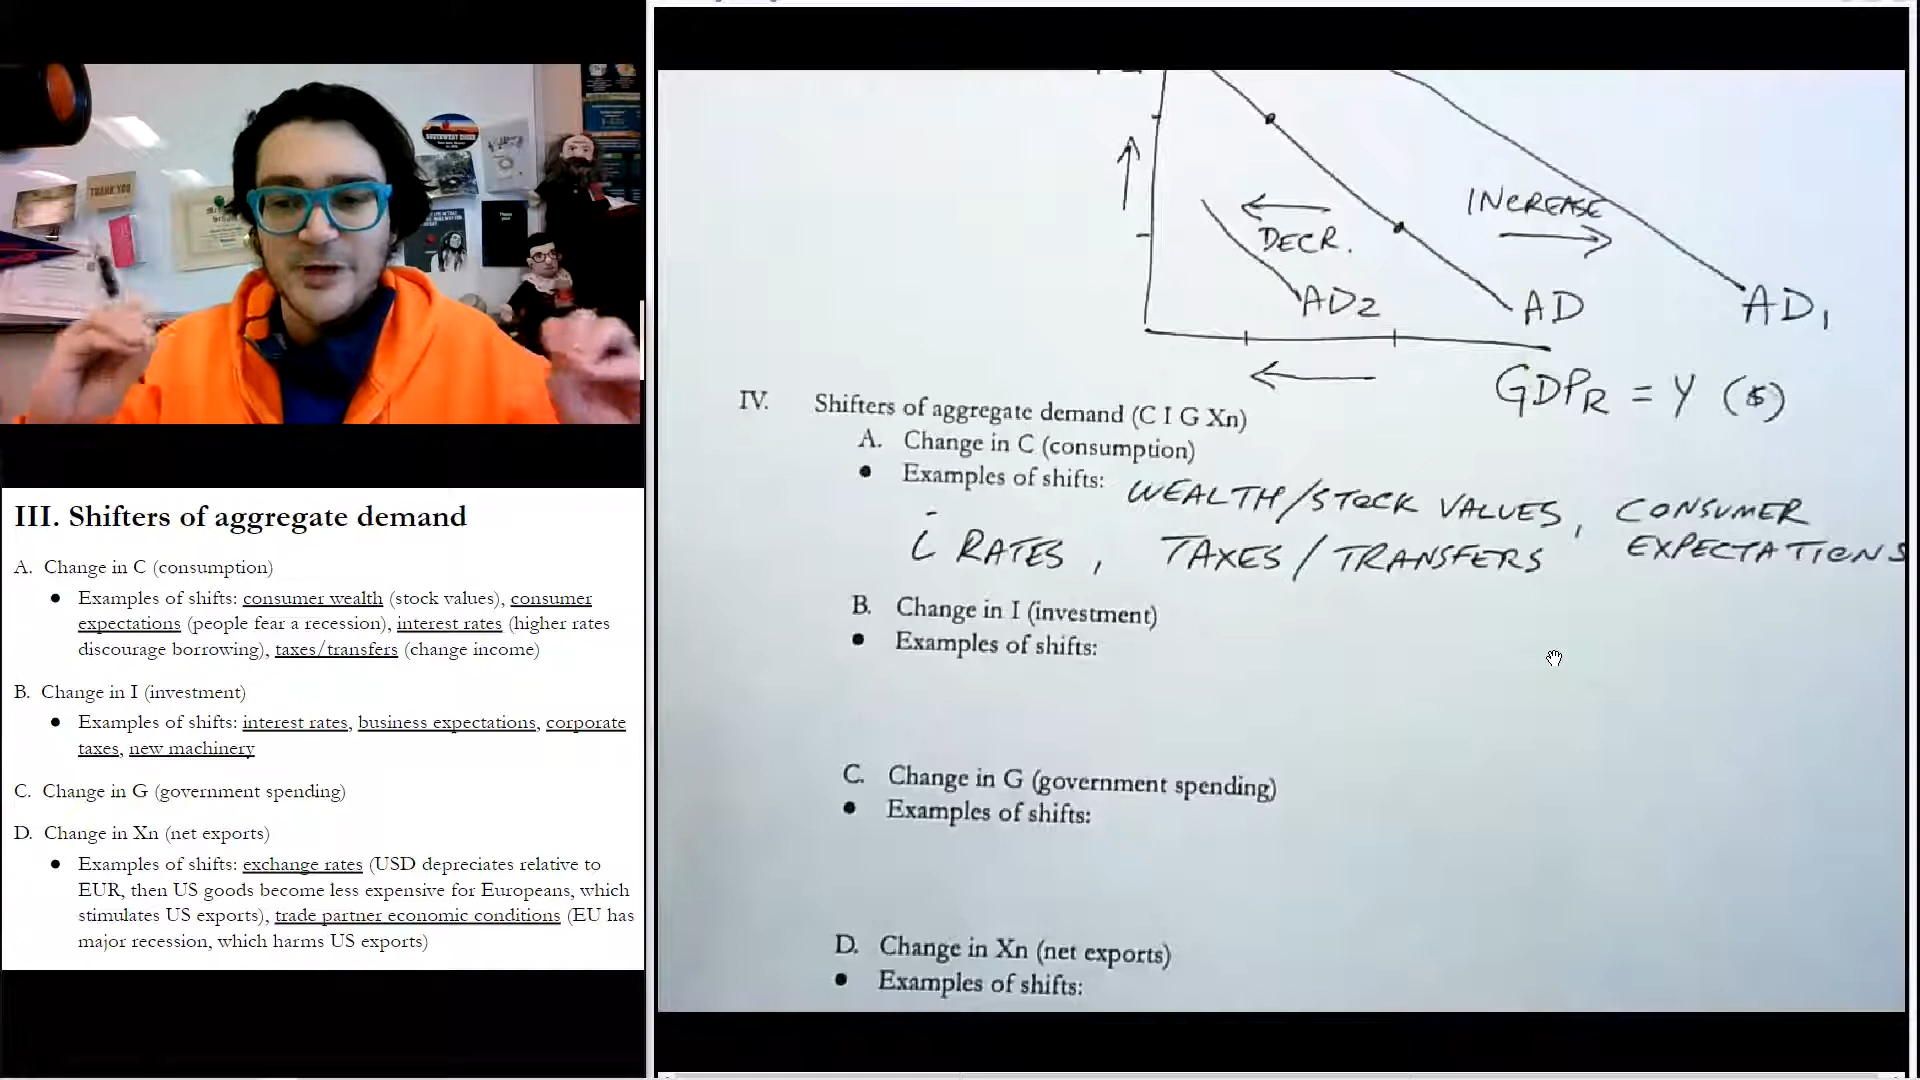 THANK YOU
SOUTHWEST
III. Shifters of aggregate demand
A. Change in C (consumption)
● Examples of shifts: consumer wealth (stock values), consumer
expectations (people fear a recession), interest rates (higher rates
discourage borrowing), taxes/transfers (change income)
B. Change in I (investment)
● Examples of shifts: interest rates, business expectations, corporate
taxes, new machinery
C. Change in G (government spending)
D. Change in Xn (net exports)
● Examples of shifts: exchange rates (USD depreciates relative to
EUR, then US goods become less expensive for Europeans, which
stimulates US exports), trade partner economic conditions (EU has
major recession, which harms US exports)
INCREASE
DECR.
AD2
AD
AD1
GDPR = Y ($)
IV. Shifters of aggregate demand (C I G Xn)
A. Change in C (consumption)
● Examples of shifts: WEALTH/STOCK VALUES, CONSUMER
EXPECTATIONS
i RATES, TAXES/TRANSFERS
B. Change in I (investment)
● Examples of shifts:
C. Change in G (government spending)
● Examples of shifts:
D. Change in Xn (net exports)
● Examples of shifts: